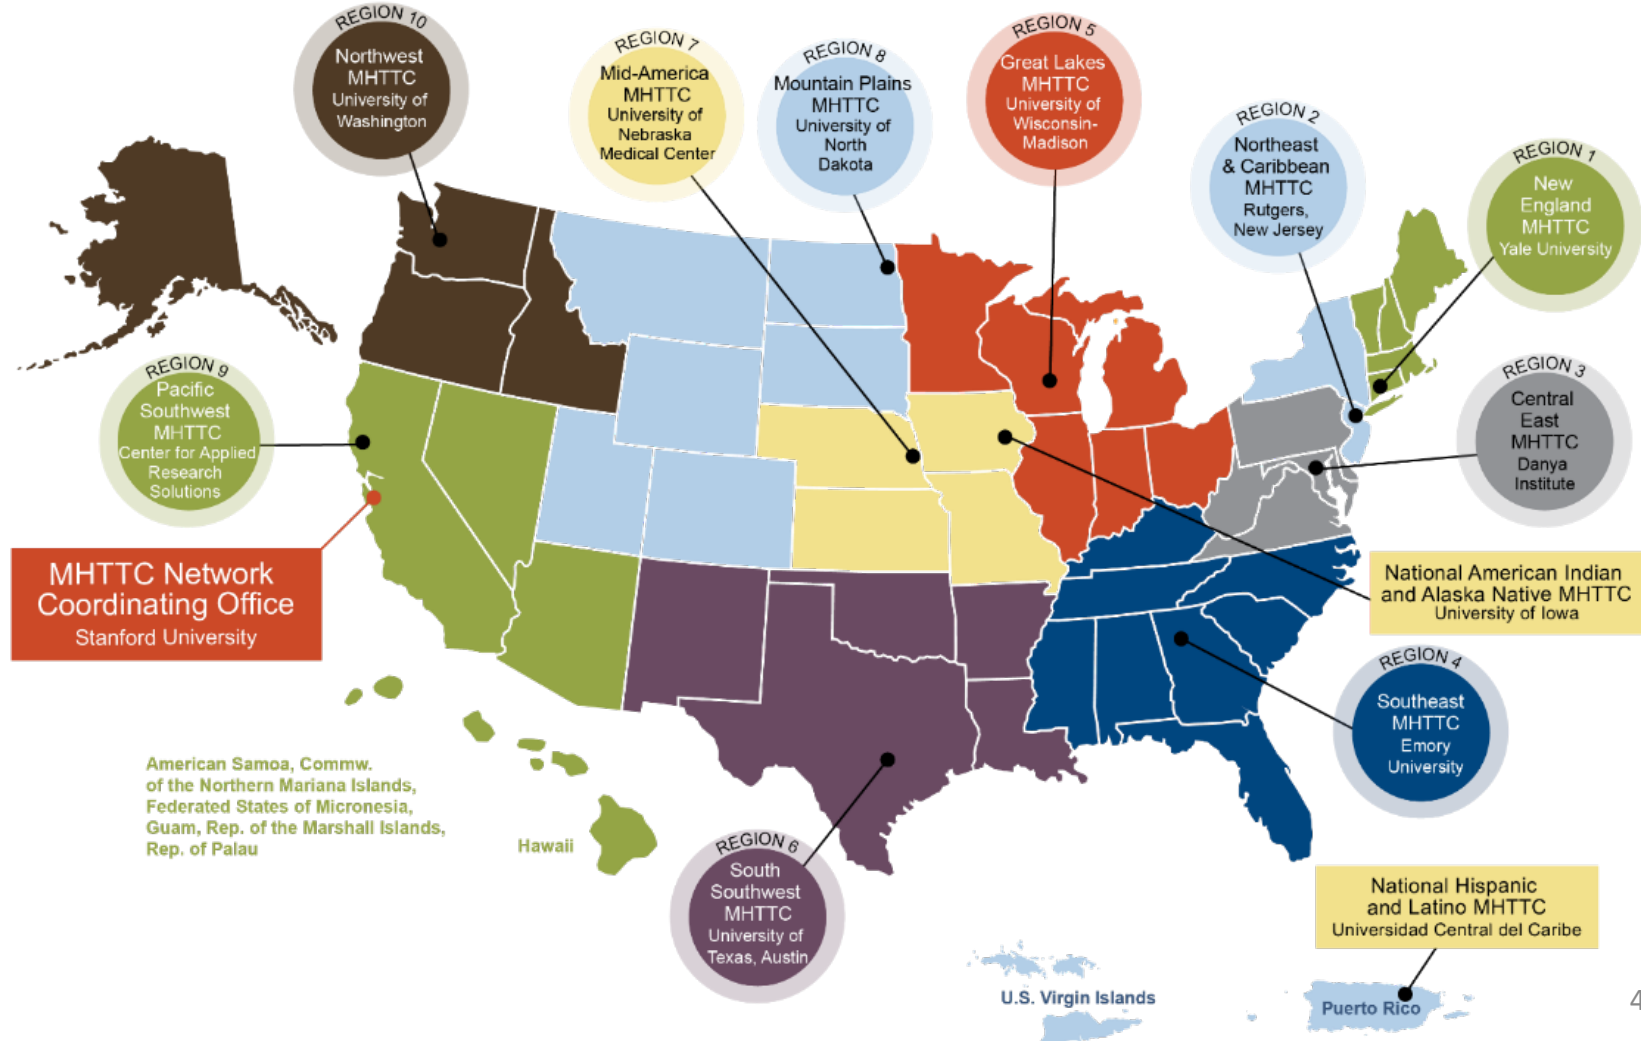 REGION 10
Northwest
MHTTC
University of
Washington
REGION 7
Mid-America
MHTTC
University of
Nebraska
Medical Center
REGION 8
Mountain Plains
MHTTC
University of
North
Dakota
REGION 5
Great Lakes
MHTTC
University of
Wisconsin-
Madison
REGION 2
Northeast
& Caribbean
MHTTC
Rutgers,
New Jersey
REGION 1
New
England
MHTTC
Yale University
REGION 9
Pacific
Southwest
MHTTC
Center for Applied
Research
Solutions
REGION 3
Central
East
MHTTC
Danya
Institute
MHTTC Network
Coordinating Office
Stanford University
National American Indian
and Alaska Native MHTTC
University of Iowa
REGION 4
Southeast
MHTTC
Emory
University
American Samoa, Commw.
of the Northern Mariana Islands,
Federated States of Micronesia,
Guam, Rep. of the Marshall Islands,
Rep. of Palau
Hawaii
REGION 6
South
Southwest
MHTTC
University of
Texas, Austin
National Hispanic
and Latino MHTTC
Universidad Central del Caribe
U.S. Virgin Islands
Puerto Rico
4